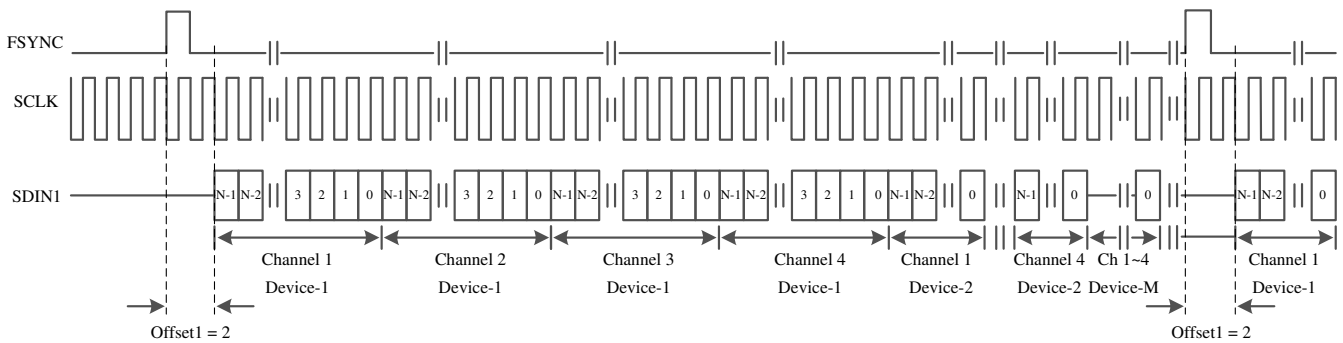 FSYNC
SCLK
SDIN1
N-1 N-2 3 2 1 0 N-1 N-2 3 2 1 0 N-1 N-2 3 2 1 0 N-1 N-2 3 2 1 0 N-1 N-2 0 N-1 0 0 N-1 N-2 0
Channel 1 Channel 2 Channel 3 Channel 4 Channel 1 Channel 4 Ch 1~4 Channel 1
Device-1 Device-1 Device-1 Device-1 Device-2 Device-2 Device-M Device-1
Offset1 = 2 Offset1 = 2